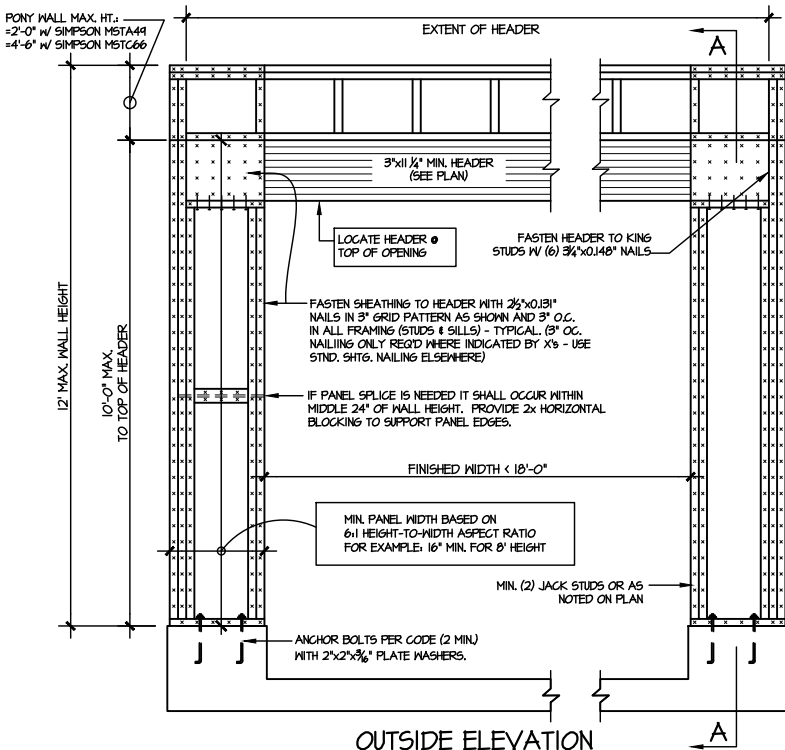 PONY WALL MAX. HT.:
=2'-0" W/ SIMPSON MSTA49
=4'-6" W/ SIMPSON MSTC66
EXTENT OF HEADER
A
3"x11 1/4" MIN. HEADER
(SEE PLAN)
LOCATE HEADER @
TOP OF OPENING
FASTEN HEADER TO KING
STUDS W/ (6) 3 1/4"x0.148" NAILS
12' MAX. WALL HEIGHT
10'-0" MAX.
TO TOP OF HEADER
FASTEN SHEATHING TO HEADER WITH 2 1/2"x0.131"
NAILS IN 3" GRID PATTERN AS SHOWN AND 3" O.C.
IN ALL FRAMING (STUDS & SILLS) - TYPICAL. (3" OC.
NAILIING ONLY REQ'D WHERE INDICATED BY X's - USE
STND. SHTG. NAILING ELSEWHERE)
IF PANEL SPLICE IS NEEDED IT SHALL OCCUR WITHIN
MIDDLE 24" OF WALL HEIGHT. PROVIDE 2x HORIZONTAL
BLOCKING TO SUPPORT PANEL EDGES.
FINISHED WIDTH < 18'-0"
MIN. PANEL WIDTH BASED ON
6:1 HEIGHT-TO-WIDTH ASPECT RATIO
FOR EXAMPLE: 16" MIN. FOR 8' HEIGHT
MIN. (2) JACK STUDS OR AS
NOTED ON PLAN
ANCHOR BOLTS PER CODE (2 MIN.)
WITH 2"x2"x3/16" PLATE WASHERS.
OUTSIDE ELEVATION
A